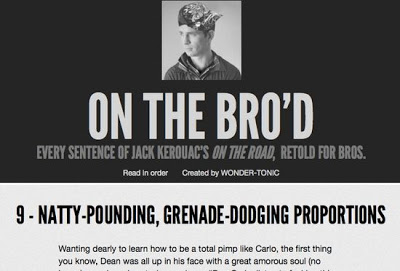 ON THE BRO'D
EVERY SENTENCE OF JACK KEROUAC'S ON THE ROAD, RETOLD FOR BROS.
Read in order Created by WONDER-TONIC
9 - NATTY-POUNDING, GRENADE-DODGING PROPORTIONS
Wanting dearly to learn how to be a total pimp like Carlo, the first thing
you know, Dean was all up in his face with a great amorous soul (no